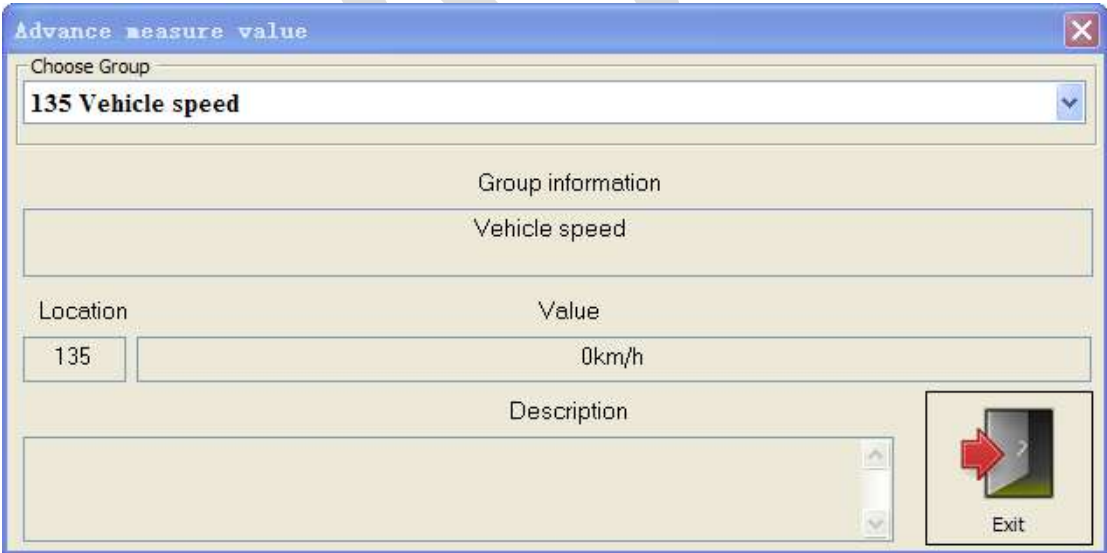 Advance measure value
Choose Group
135 Vehicle speed
Group information
Vehicle speed
Location Value
135 0km/h
Description
Exit